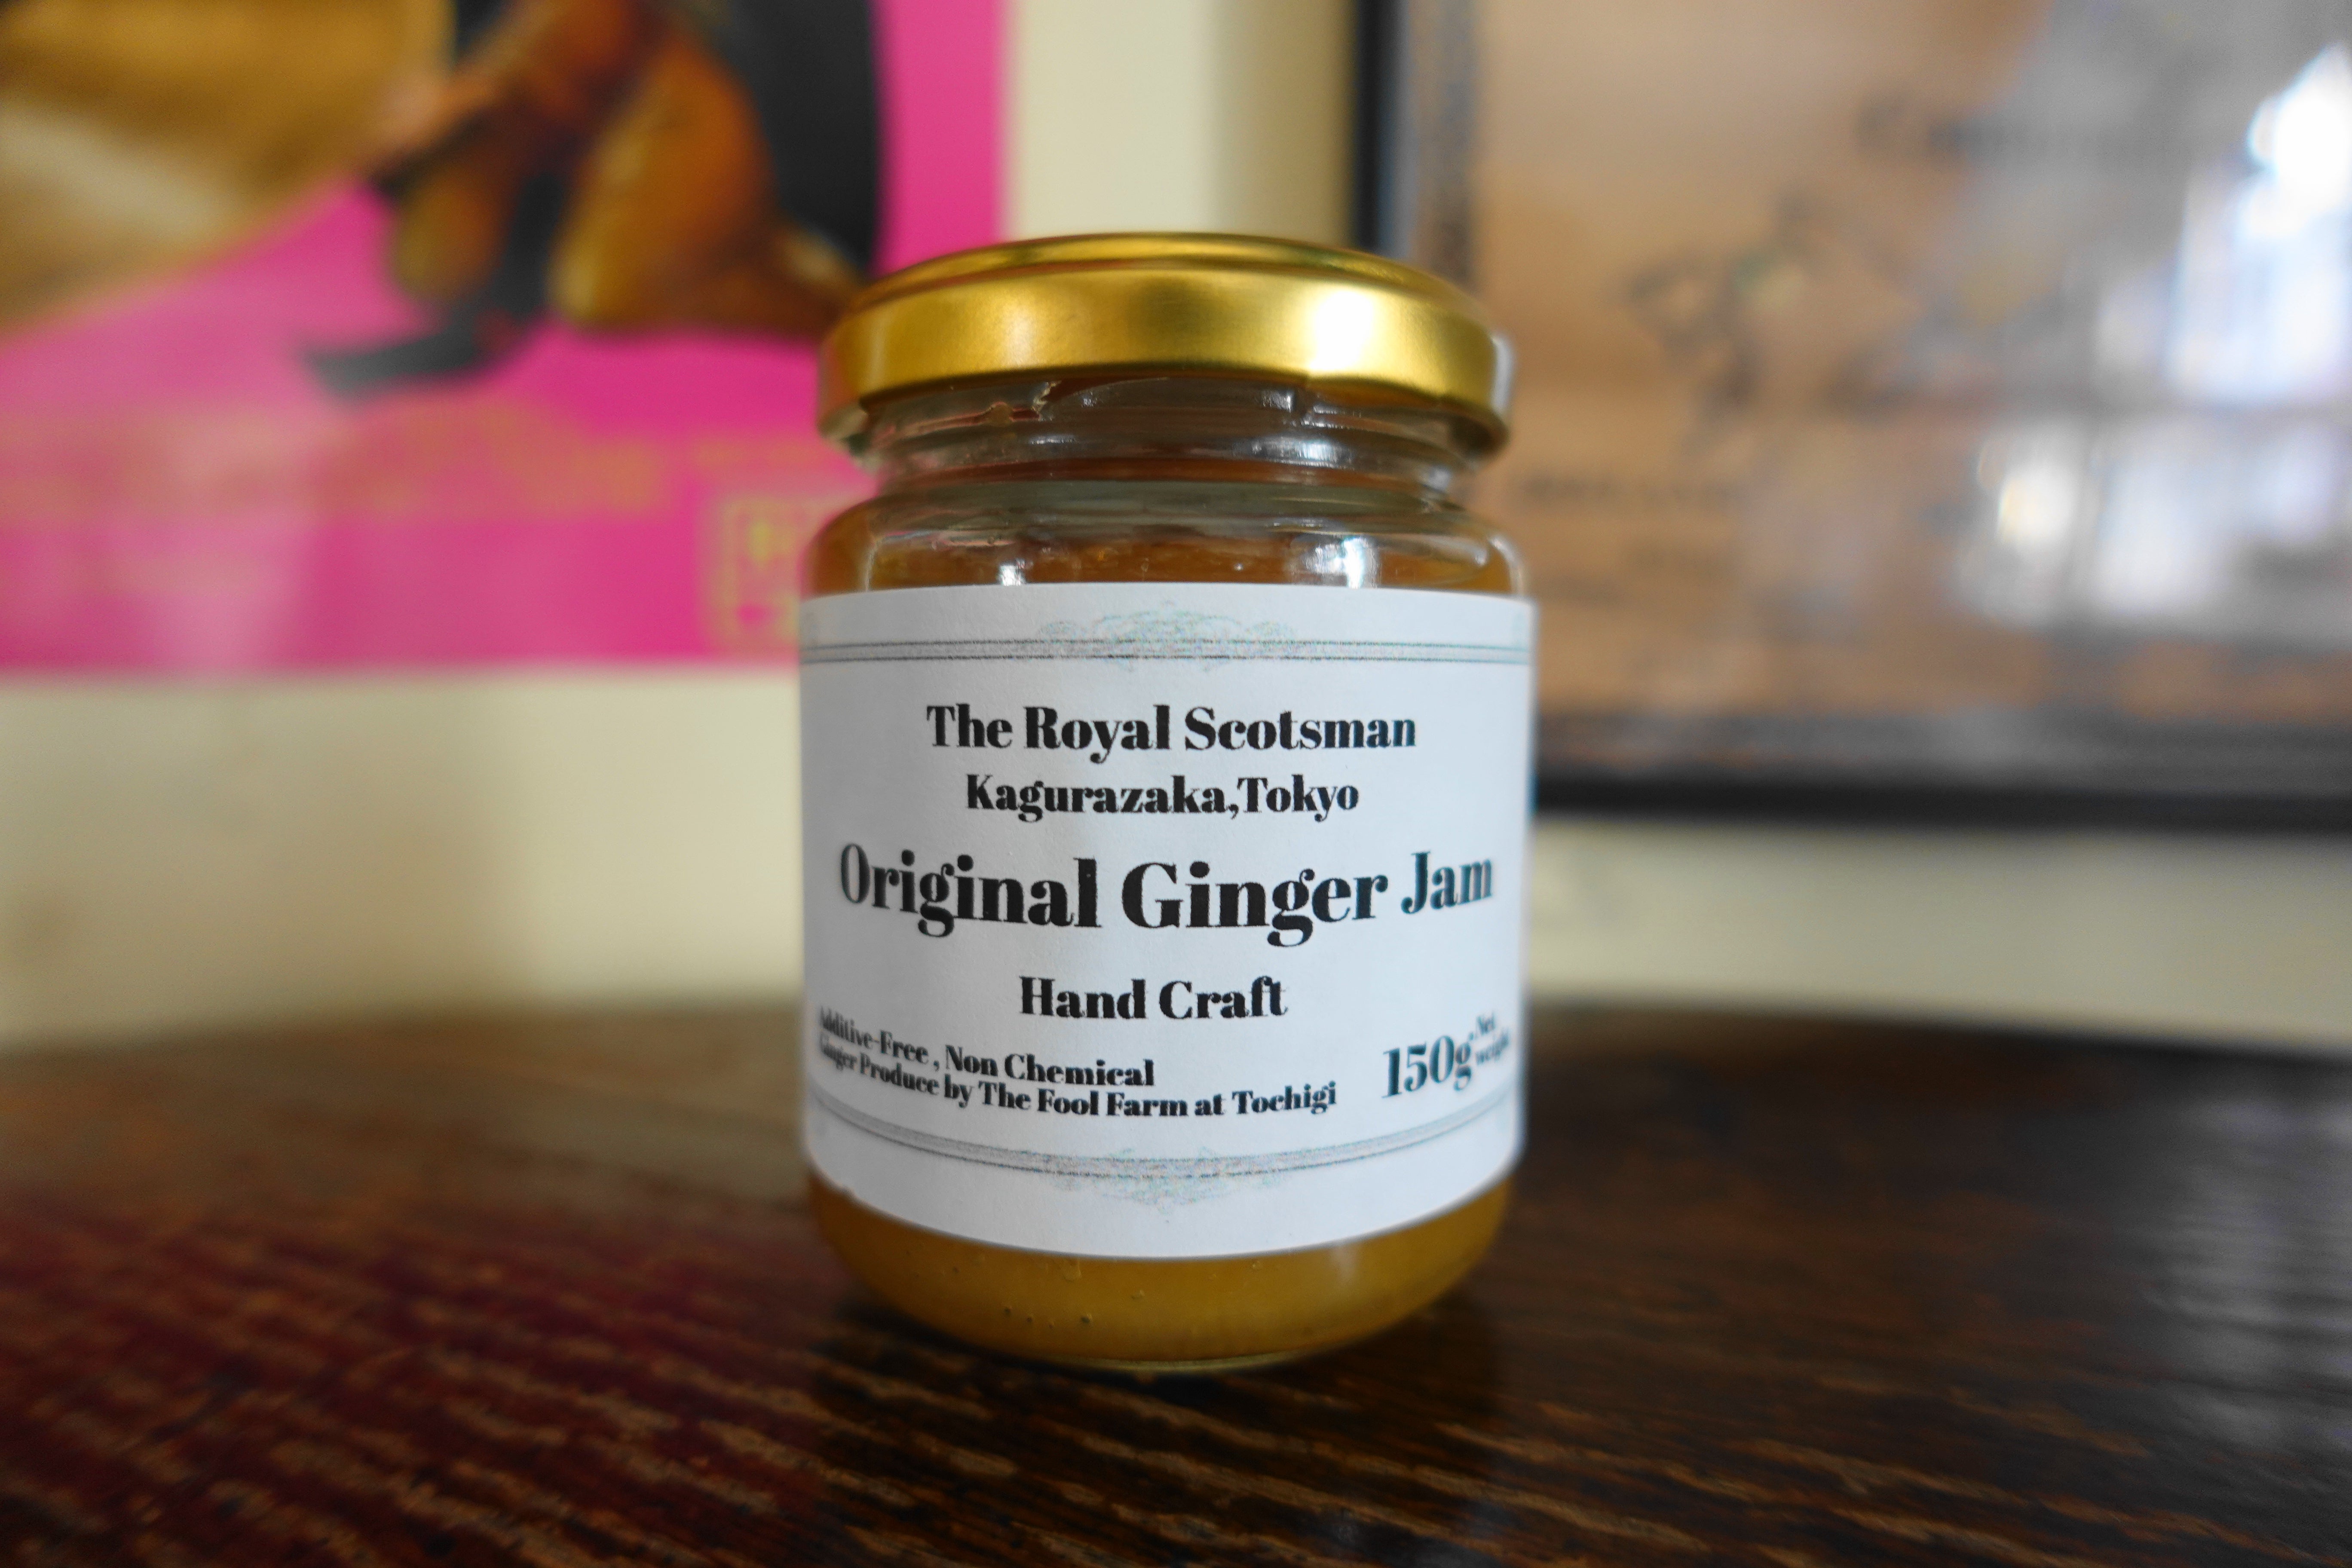 The Royal Scotsman
Kagurazaka,Tokyo
Original Ginger Jam
Hand Craft
Additive-Free , Non Chemical
Ginger Produce by The Fool Farm at Tochigi
150g Net
weight